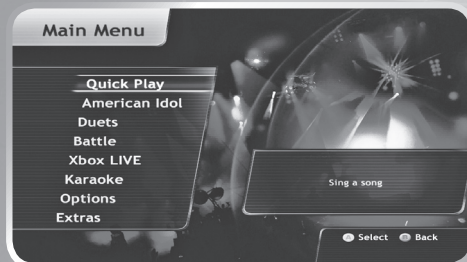 Main Menu
Quick Play
American Idol
Duets
Battle
Xbox LIVE
Karaoke
Options
Extras
Sing a song
Select Back